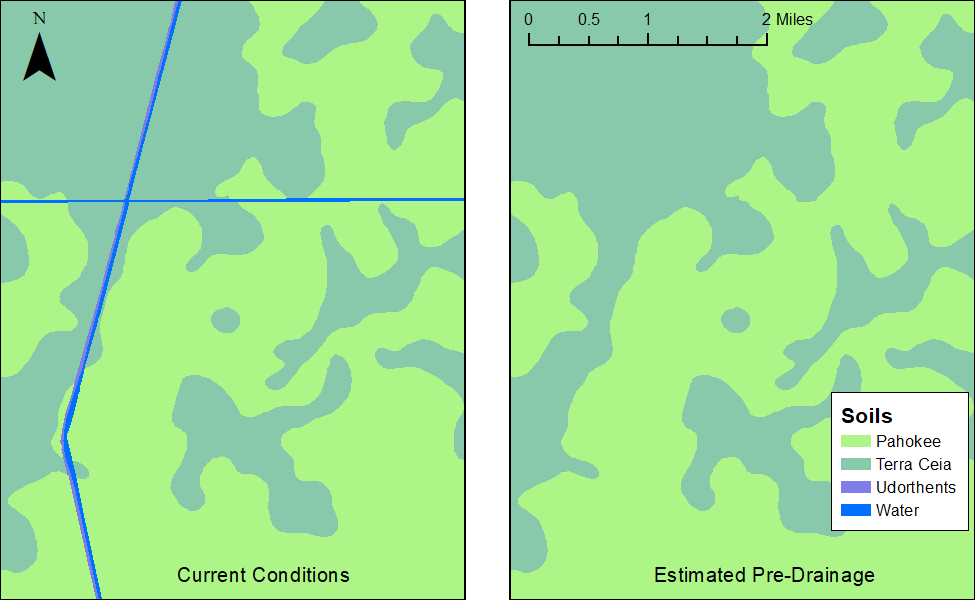 N
0 0.5 1 2 Miles
Soils
Pahokee
Terra Ceia
Udorthents
Water
Current Conditions
Estimated Pre-Drainage